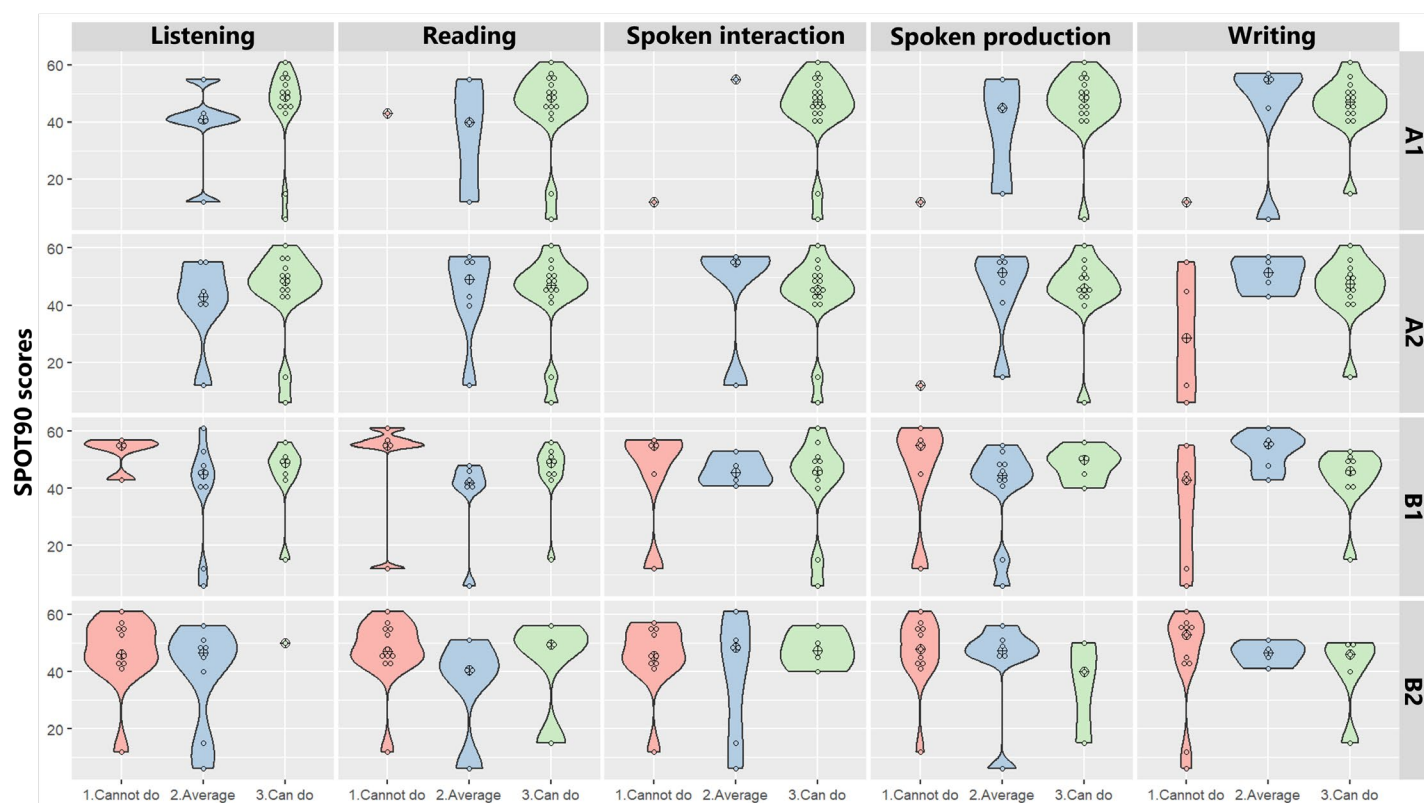 Listening Reading Spoken interaction Spoken production Writing
60
40
20
A1
60
40
20
A2
SPOT90 scores
60
40
20
B1
60
40
20
B2
1.Cannot do 2.Average 3.Can do 1.Cannot do 2.Average 3.Can do 1.Cannot do 2.Average 3.Can do 1.Cannot do 2.Average 3.Can do 1.Cannot do 2.Average 3.Can do